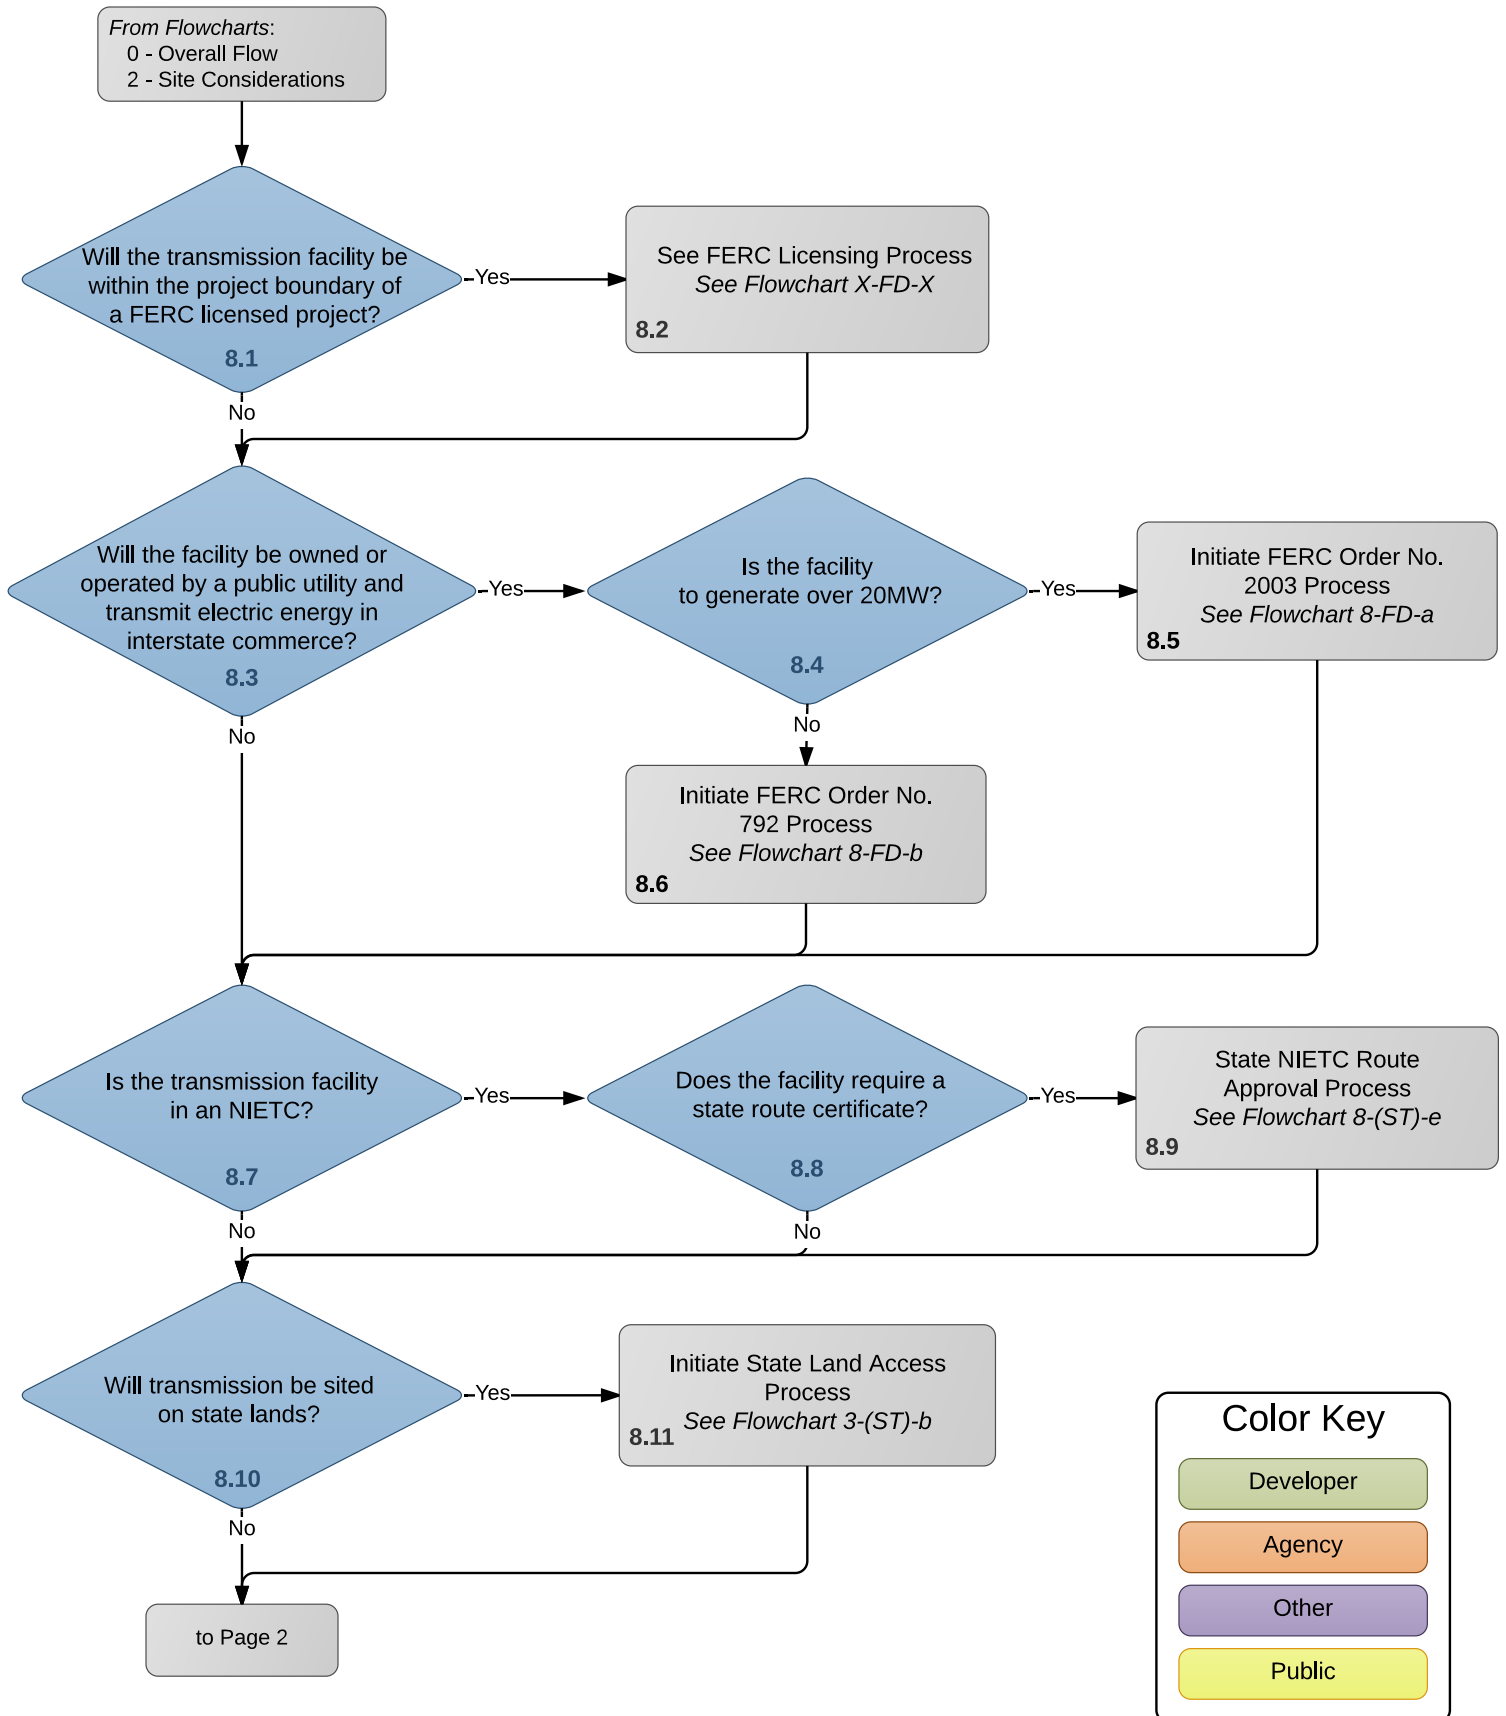 From Flowcharts:
0 - Overall Flow
2 - Site Considerations
Will the transmission facility be
within the project boundary of
a FERC licensed project?
8.1
Yes
See FERC Licensing Process
See Flowchart X-FD-X
8.2
No
Will the facility be owned or
operated by a public utility and
transmit electric energy in
interstate commerce?
8.3
Yes
Is the facility
to generate over 20MW?
8.4
Yes
Initiate FERC Order No.
2003 Process
See Flowchart 8-FD-a
8.5
No
No
Initiate FERC Order No.
792 Process
See Flowchart 8-FD-b
8.6
Is the transmission facility
in an NIETC?
8.7
Yes
Does the facility require a
state route certificate?
8.8
Yes
State NIETC Route
Approval Process
See Flowchart 8-(ST)-e
8.9
No
No
Will transmission be sited
on state lands?
8.10
Yes
Initiate State Land Access
Process
See Flowchart 3-(ST)-b
8.11
No
to Page 2
Color Key
Developer
Agency
Other
Public